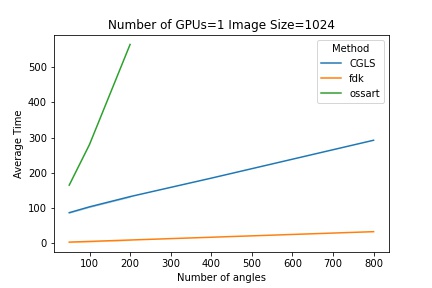 Number of GPUs=1 Image Size=1024
Method
CGLS
fdk
ossart
Average Time
500
400
300
200
100
0
100 200 300 400 500 600 700 800
Number of angles